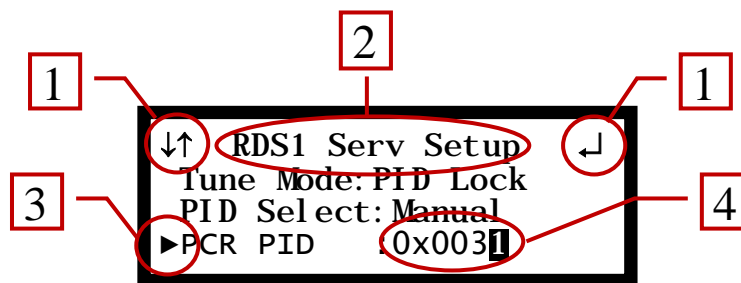 2
1
1
↓↑ RDS1 Serv Setup ↵
Tune Mode:PID Lock
PID Select:Manual
3
4
►PCR PID :0x0031